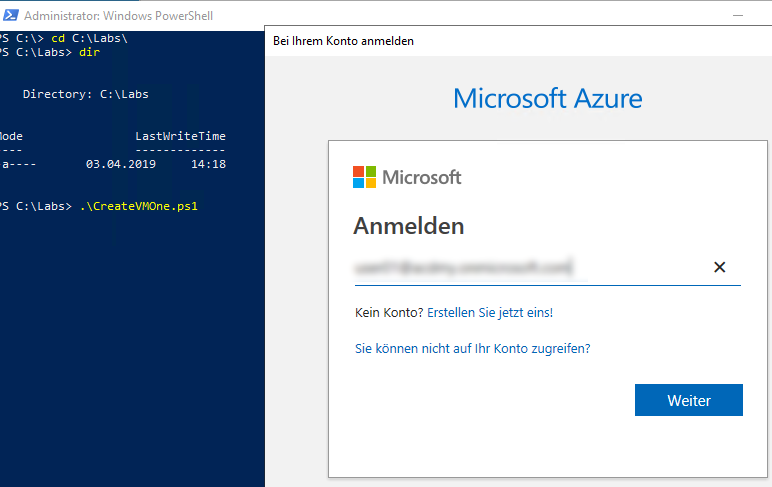 Administrator: Windows PowerShell
PS C:\> cd C:\Labs\
PS C:\Labs> dir
Directory: C:\Labs
Mode LastWriteTime
---- -------------
-a---- 03.04.2019 14:18
PS C:\Labs> .\CreateVMOne.ps1
Bei Ihrem Konto anmelden
Microsoft Azure
Microsoft
Anmelden
Kein Konto? Erstellen Sie jetzt eins!
Sie können nicht auf Ihr Konto zugreifen?
Weiter